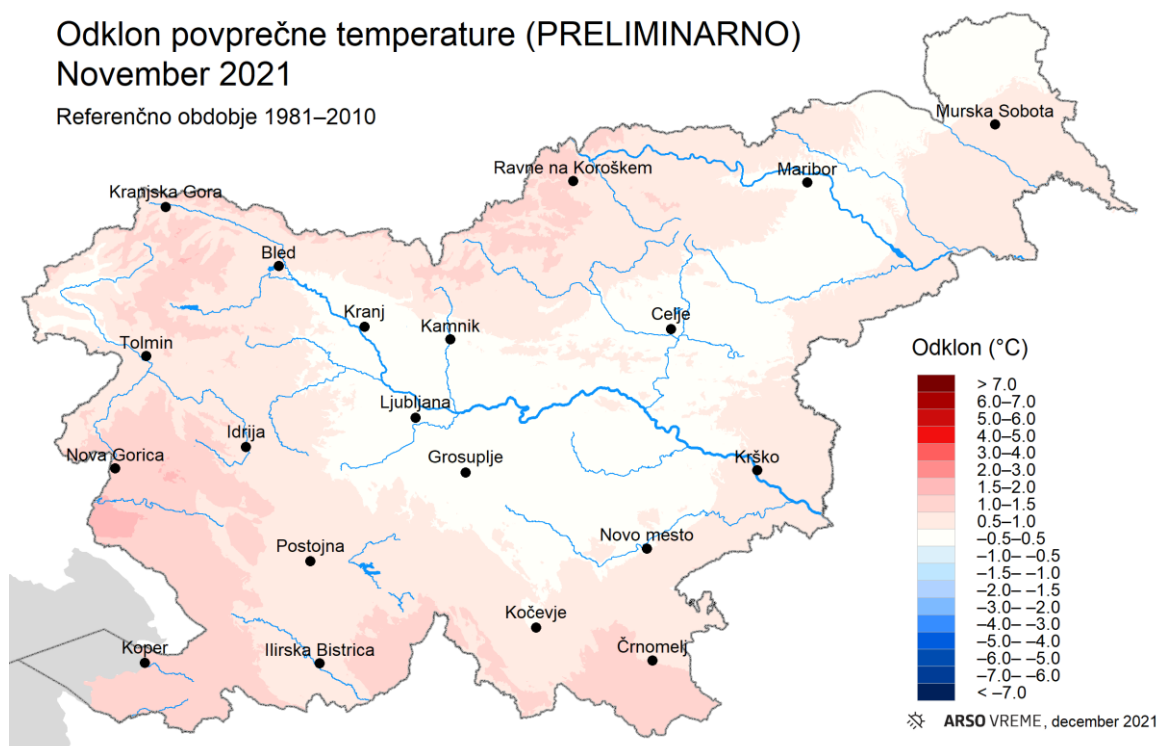 Odklon povprečne temperature (PRELIMINARNO)
November 2021
Referenčno obdobje 1981–2010
Murska Sobota
Ravne na Koroškem
Maribor
Kranjska Gora
Bled
Kranj
Kamnik
Celje
Tolmin
Ljubljana
Idrija
Nova Gorica
Grosuplje
Krško
Novo mesto
Postojna
Kočevje
Koper
Ilirska Bistrica
Črnomelj
Odklon (°C)
> 7.0
6.0–7.0
5.0–6.0
4.0–5.0
3.0–4.0
2.0–3.0
1.5–2.0
1.0–1.5
0.5–1.0
–0.5–0.5
–1.0– –0.5
–1.5– –1.0
–2.0– –1.5
–3.0– –2.0
–4.0– –3.0
–5.0– –4.0
–6.0– –5.0
–7.0– –6.0
< –7.0
ARSO VREME, december 2021